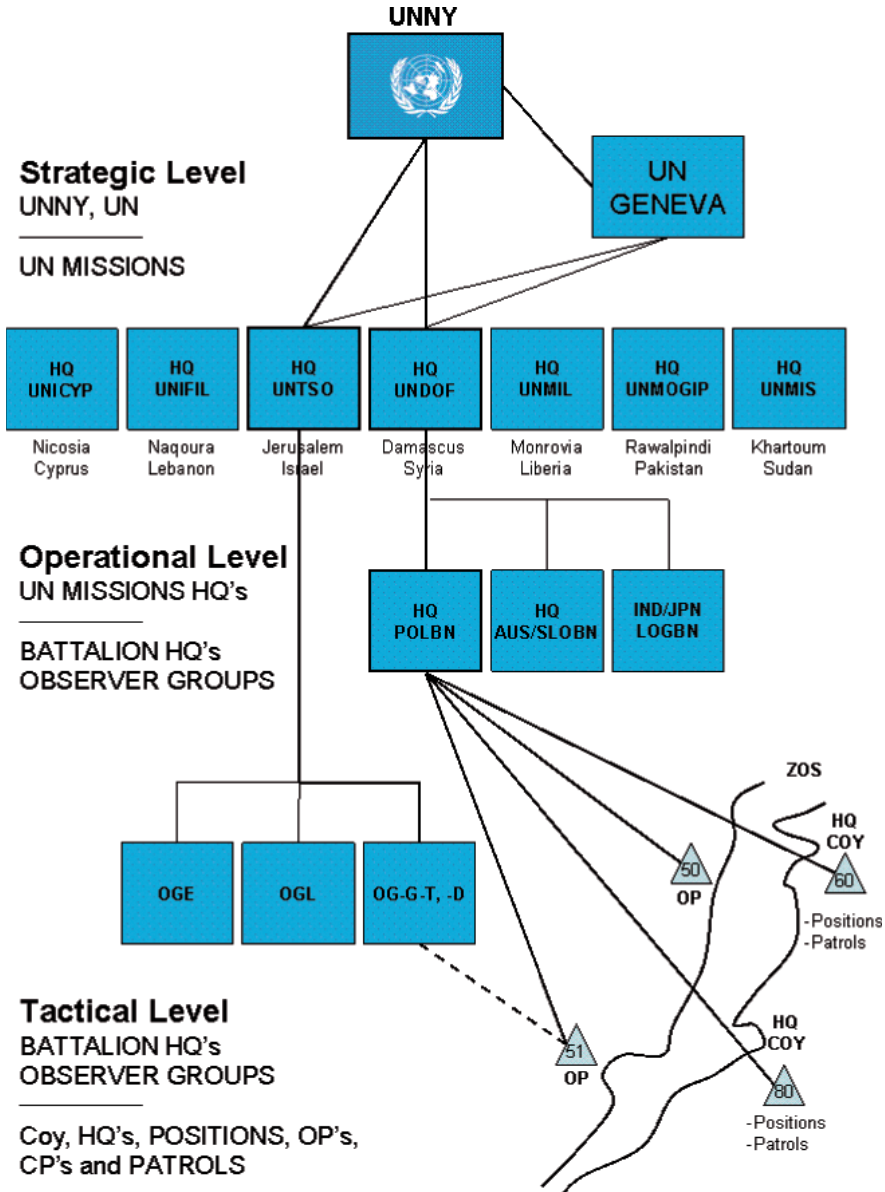 UNNY
UN
GENEVA
Strategic Level
UNNY, UN
UN MISSIONS
HQ
UNICYP
HQ
UNIFIL
HQ
UNTSO
HQ
UNDOF
HQ
UNMIL
HQ
UNMOGIP
HQ
UNMIS
Nicosia
Cyprus
Naqoura
Lebanon
Jerusalem
Israel
Damascus
Syria
Monrovia
Liberia
Rawalpindi
Pakistan
Khartoum
Sudan
Operational Level
UN MISSIONS HQ's
BATTALION HQ's
OBSERVER GROUPS
HQ
POLBN
HQ
AUS/SLOBN
IND/JPN
LOGBN
ZOS
HQ
COY
60
-Positions
-Patrols
50
OP
OGE
OGL
OG-G-T, -D
Tactical Level
BATTALION HQ's
OBSERVER GROUPS
Coy, HQ's, POSITIONS, OP's,
CP's and PATROLS
51
OP
HQ
COY
80
-Positions
-Patrols